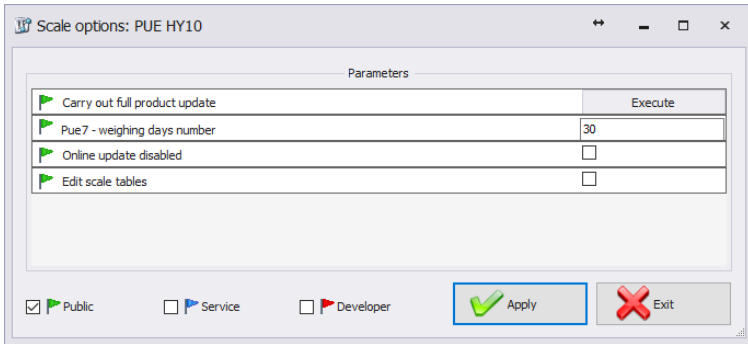 Scale options: PUE HY10
Parameters
Carry out full product update Execute
Pue7 - weighing days number 30
Online update disabled
Edit scale tables
Public Service Developer Apply Exit